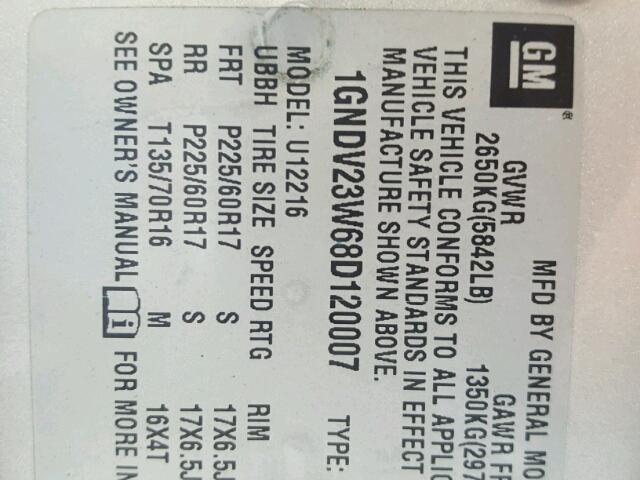 GM®
MFD BY GENERAL MO
GVWR GAWR FR
2650KG(5842LB) 1350KG(297
THIS VEHICLE CONFORMS TO ALL APPLIC
VEHICLE SAFETY STANDARDS IN EFFECT
MANUFACTURE SHOWN ABOVE.
1GNDV23W68D120007 TYPE:
MODEL: U12216
UBBH TIRE SIZE SPEED RTG RIM
FRT P225/60R17 S 17X6.5J
RR P225/60R17 S 17X6.5J
SPA T135/70R16 M 16X4T
SEE OWNER'S MANUAL i FOR MORE IN